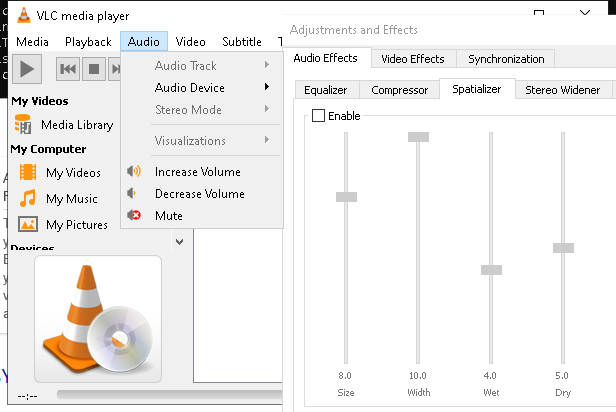 VLC media player
Media Playback Audio Video Subtitle T
Audio Track
Audio Device
Stereo Mode
Visualizations
Increase Volume
Decrease Volume
Mute
My Videos
Media Library
My Computer
My Videos
My Music
My Pictures
Devices
--:--
Adjustments and Effects
Audio Effects Video Effects Synchronization
Equalizer Compressor Spatializer Stereo Widener
Enable
8.0 10.0 4.0 5.0
Size Width Wet Dry